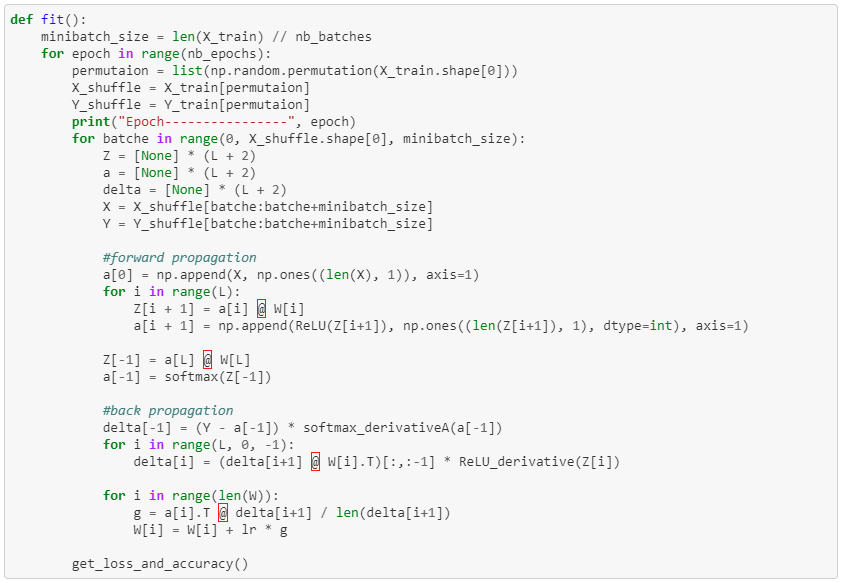 def fit():
    minibatch_size = len(X_train) // nb_batches
    for epoch in range(nb_epochs):
        permutaion = list(np.random.permutation(X_train.shape[0]))
        X_shuffle = X_train[permutaion]
        Y_shuffle = Y_train[permutaion]
        print("Epoch----------------", epoch)
        for batche in range(0, X_shuffle.shape[0], minibatch_size):
            Z = [None] * (L + 2)
            a = [None] * (L + 2)
            delta = [None] * (L + 2)
            X = X_shuffle[batche:batche+minibatch_size]
            Y = Y_shuffle[batche:batche+minibatch_size]

            #forward propagation
            a[0] = np.append(X, np.ones((len(X), 1)), axis=1)
            for i in range(L):
                Z[i + 1] = a[i] @ W[i]
                a[i + 1] = np.append(ReLU(Z[i+1]), np.ones((len(Z[i+1]), 1), dtype=int), axis=1)

            Z[-1] = a[L] @ W[L]
            a[-1] = softmax(Z[-1])

            #back propagation
            delta[-1] = (Y - a[-1]) * softmax_derivativeA(a[-1])
            for i in range(L, 0, -1):
                delta[i] = (delta[i+1] @ W[i].T)[:,:-1] * ReLU_derivative(Z[i])

            for i in range(len(W)):
                g = a[i].T @ delta[i+1] / len(delta[i+1])
                W[i] = W[i] + lr * g

        get_loss_and_accuracy()